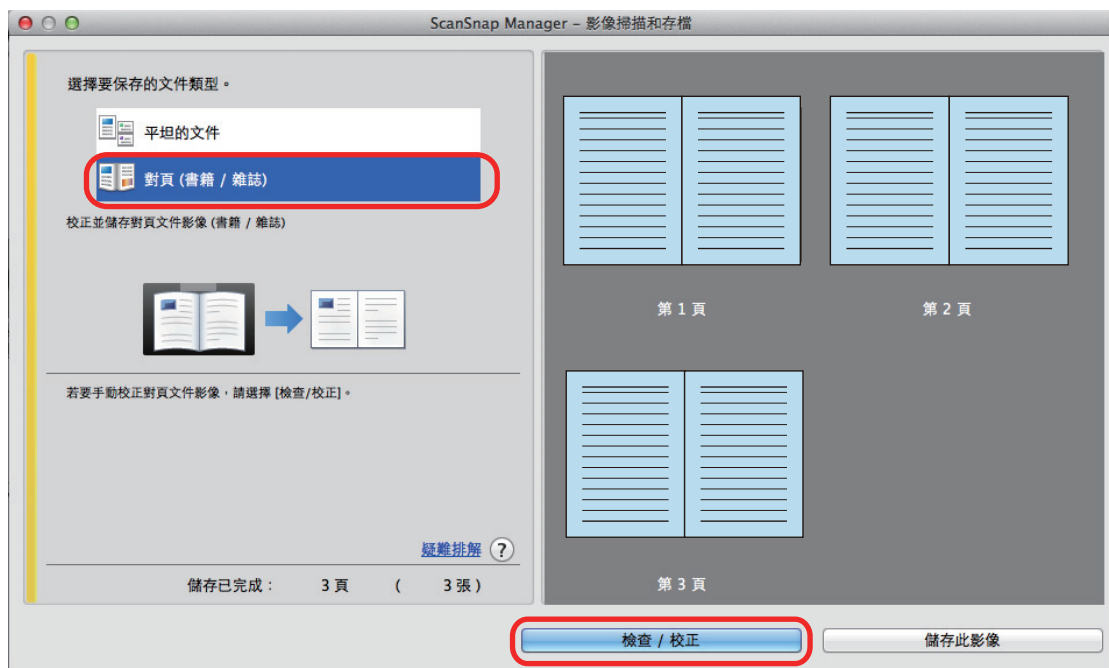 ScanSnap Manager – 影像掃描和存檔
選擇要保存的文件類型。
平坦的文件
對頁 (書籍 / 雜誌)
校正並儲存對頁文件影像 (書籍 / 雜誌)
若要手動校正對頁文件影像，請選擇 [檢查/校正]。
疑難排解 ?
儲存已完成： 3 頁 ( 3 張 )
第 1 頁
第 2 頁
第 3 頁
檢查 / 校正
儲存此影像